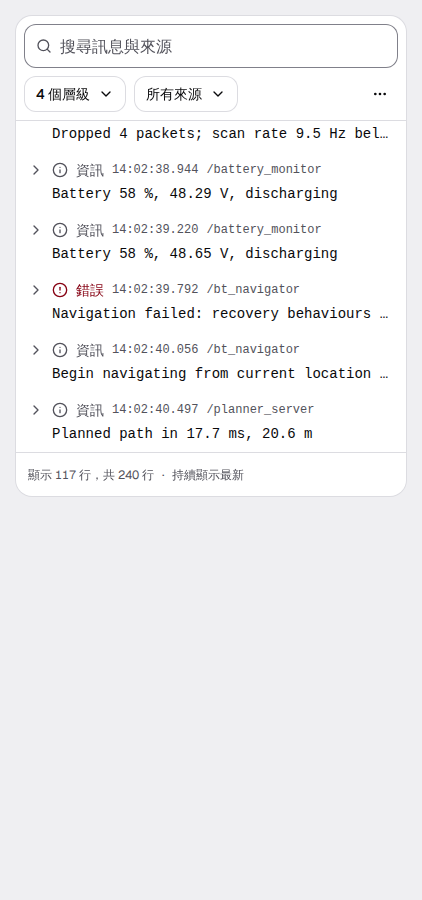 搜尋訊息與來源
4 個層級 所有來源
Dropped 4 packets; scan rate 9.5 Hz bel…
資訊 14:02:38.944 /battery_monitor
Battery 58 %, 48.29 V, discharging
資訊 14:02:39.220 /battery_monitor
Battery 58 %, 48.65 V, discharging
錯誤 14:02:39.792 /bt_navigator
Navigation failed: recovery behaviours …
資訊 14:02:40.056 /bt_navigator
Begin navigating from current location …
資訊 14:02:40.497 /planner_server
Planned path in 17.7 ms, 20.6 m
顯示 117 行，共 240 行 · 持續顯示最新